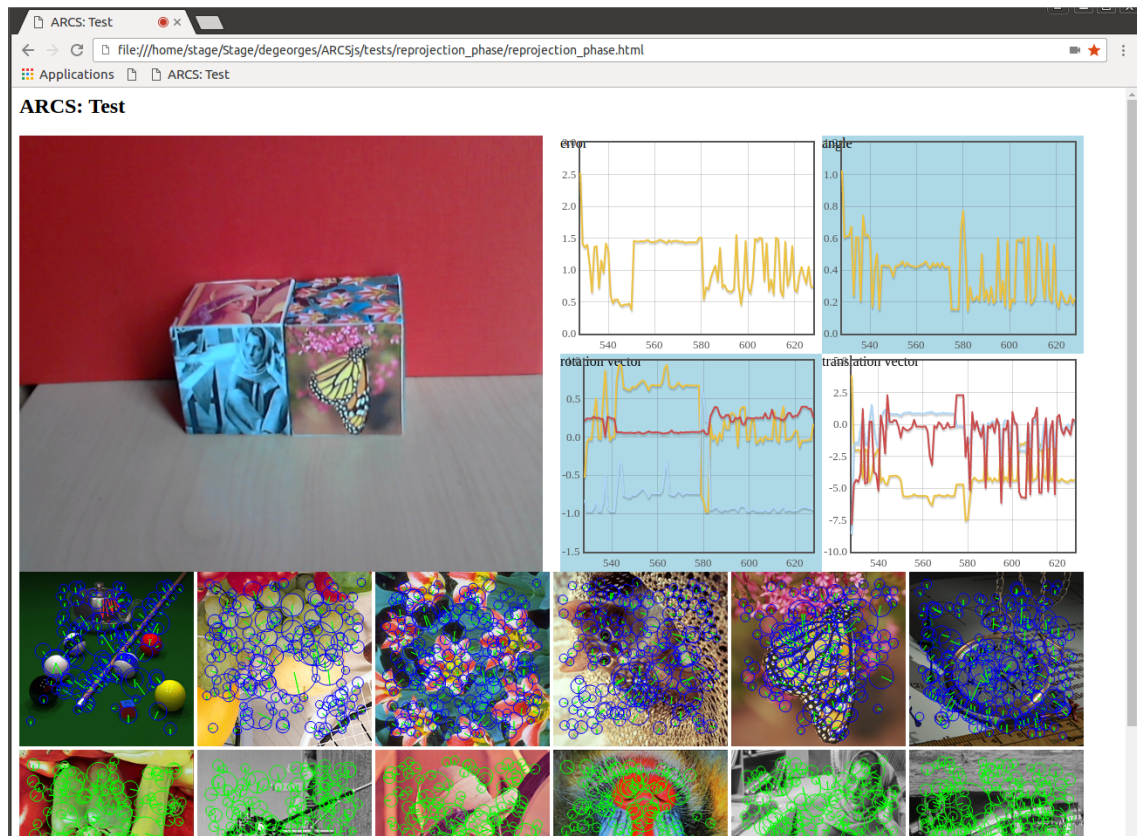 ARCS: Test
file:///home/stage/Stage/degeorges/ARCSjs/tests/reprojection_phase/reprojection_phase.html
Applications
ARCS: Test
ARCS: Test
error
2.5
2.0
1.5
1.0
0.5
0.0
540 560 580 600 620
angle
1.0
0.8
0.6
0.4
0.2
0.0
540 560 580 600 620
rotation vector
0.5
0.0
-0.5
-1.0
-1.5
540 560 580 600 620
translation vector
2.5
0.0
-2.5
-5.0
-7.5
-10.0
540 560 580 600 620